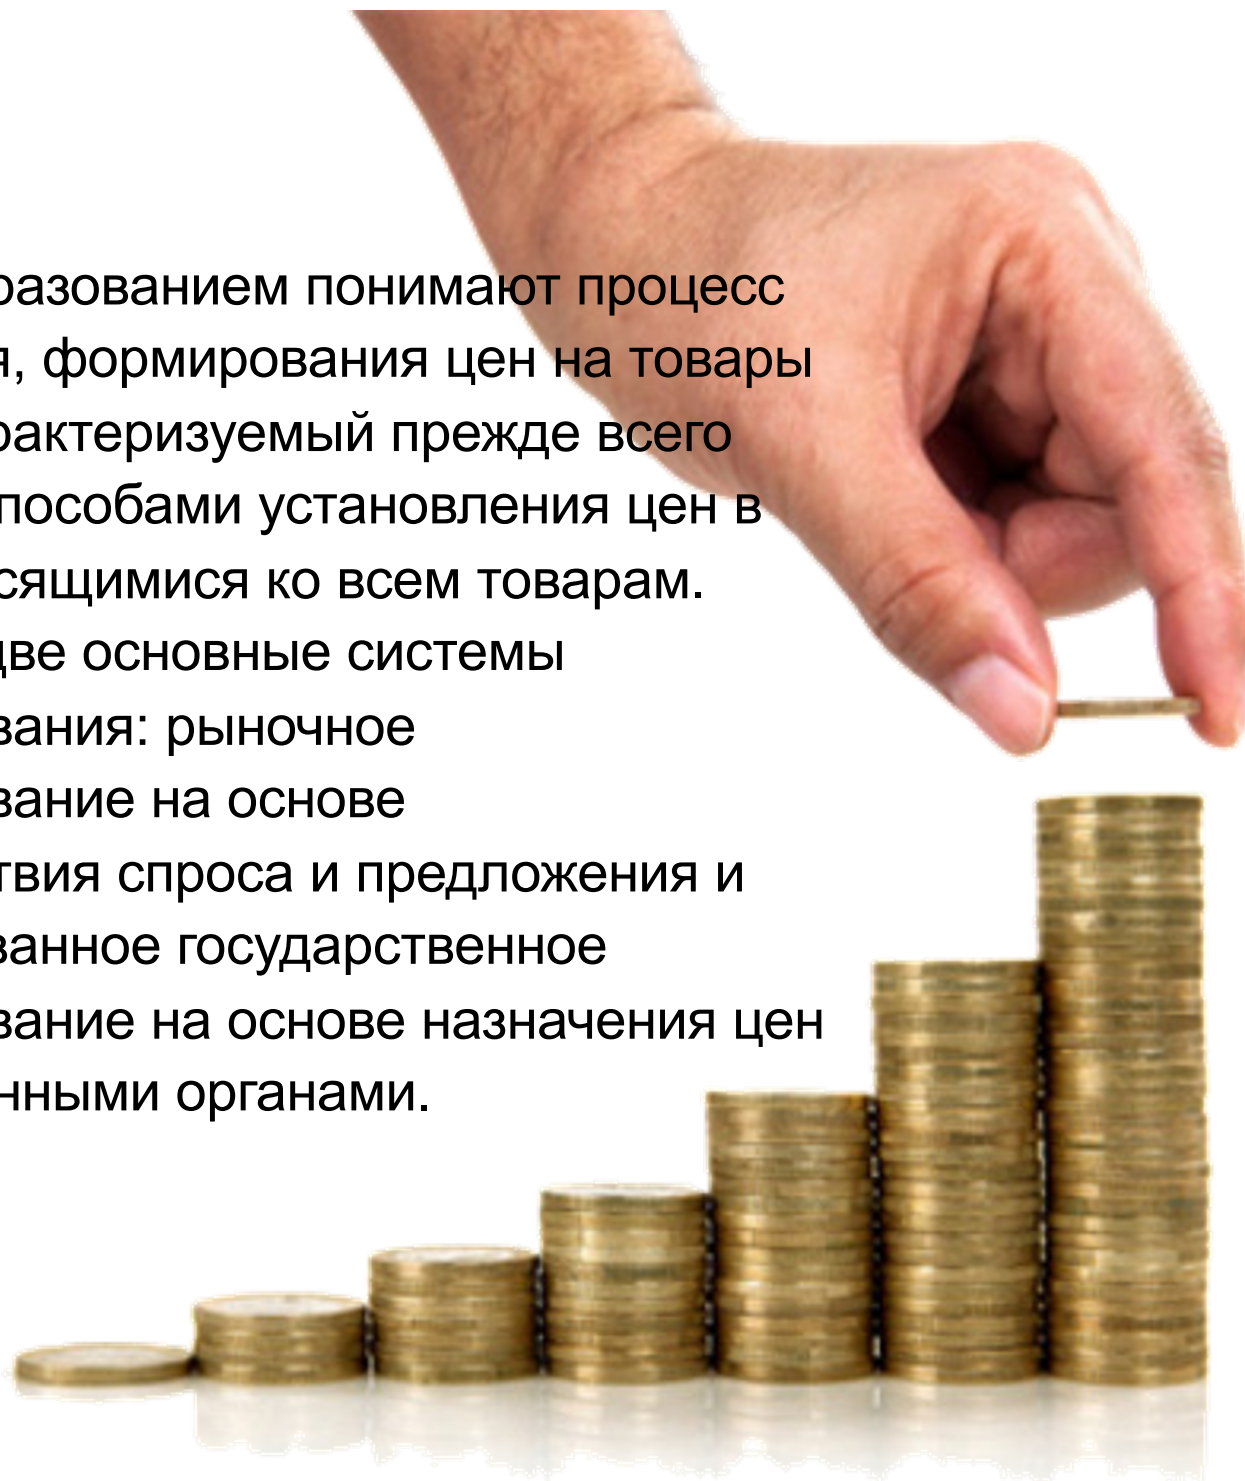 разованием понимают процесс
я, формирования цен на товары
рактеризуемый прежде всего
пособами установления цен в
сящимися ко всем товарам.
две основные системы
вания: рыночное
вание на основе
твия спроса и предложения и
ванное государственное
вание на основе назначения цен
нными органами.